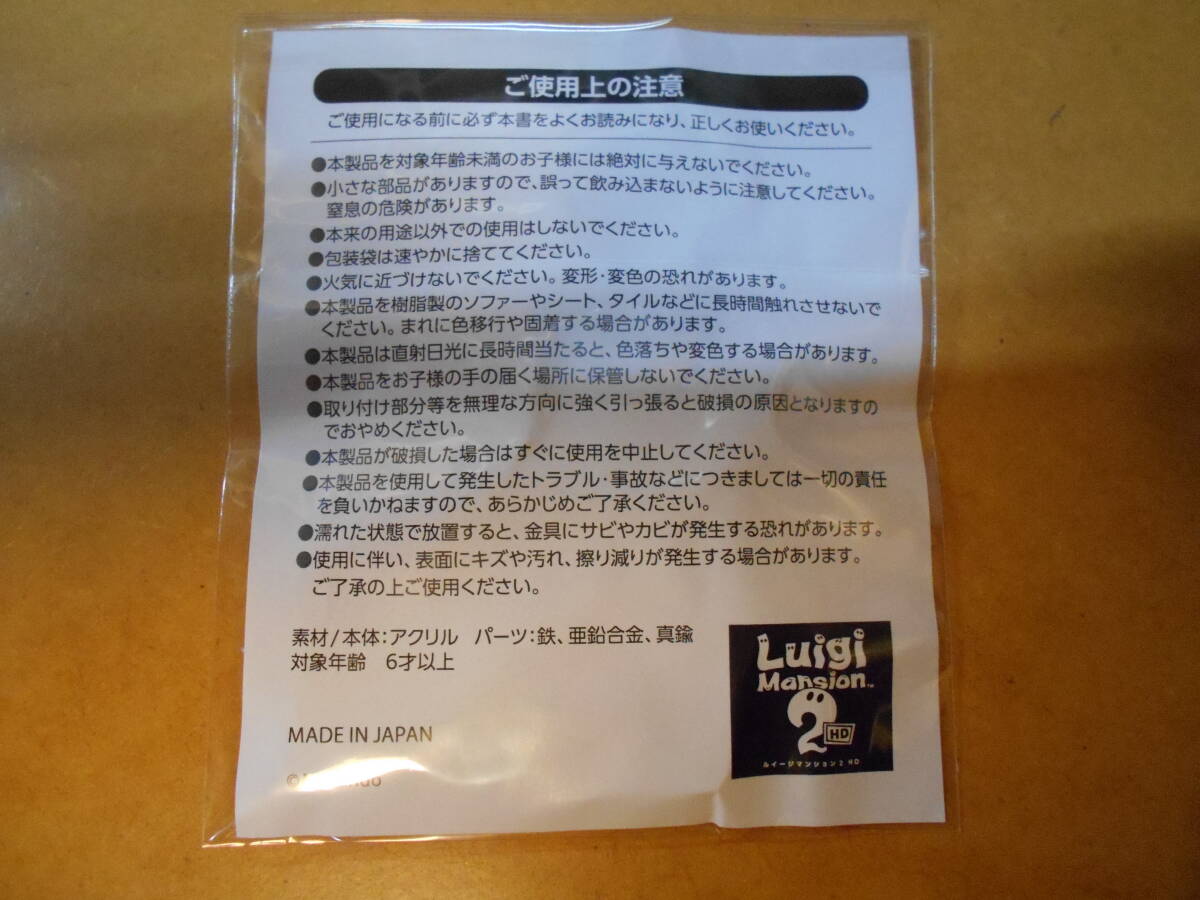 ご使用上の注意
ご使用になる前に必ず本書をよくお読みになり、正しくお使いください。
●本製品を対象年齢未満のお子様には絶対に与えないでください。
●小さな部品がありますので、誤って飲み込まないように注意してください。
窒息の危険があります。
●本来の用途以外での使用はしないでください。
●包装袋は速やかに捨ててください。
●火気に近づけないでください。変形・変色の恐れがあります。
●本製品を樹脂製のソファーやシート、タイルなどに長時間触れさせないで
ください。まれに色移行や固着する場合があります。
●本製品は直射日光に長時間当たると、色落ちや変色する場合があります。
●本製品をお子様の手の届く場所に保管しないでください。
●取り付け部分等を無理な方向に強く引っ張ると破損の原因となりますの
でおやめください。
●本製品が破損した場合はすぐに使用を中止してください。
●本製品を使用して発生したトラブル・事故などにつきましては一切の責任
を負いかねますので、あらかじめご了承ください。
●濡れた状態で放置すると、金具にサビやカビが発生する恐れがあります。
●使用に伴い、表面にキズや汚れ、擦り減りが発生する場合があります。
ご了承の上ご使用ください。
素材/本体:アクリル パーツ:鉄、亜鉛合金、真鍮
対象年齢 6才以上
MADE IN JAPAN
©
Luigi
Mansion™
2 HD
ルイージマンション2 HD